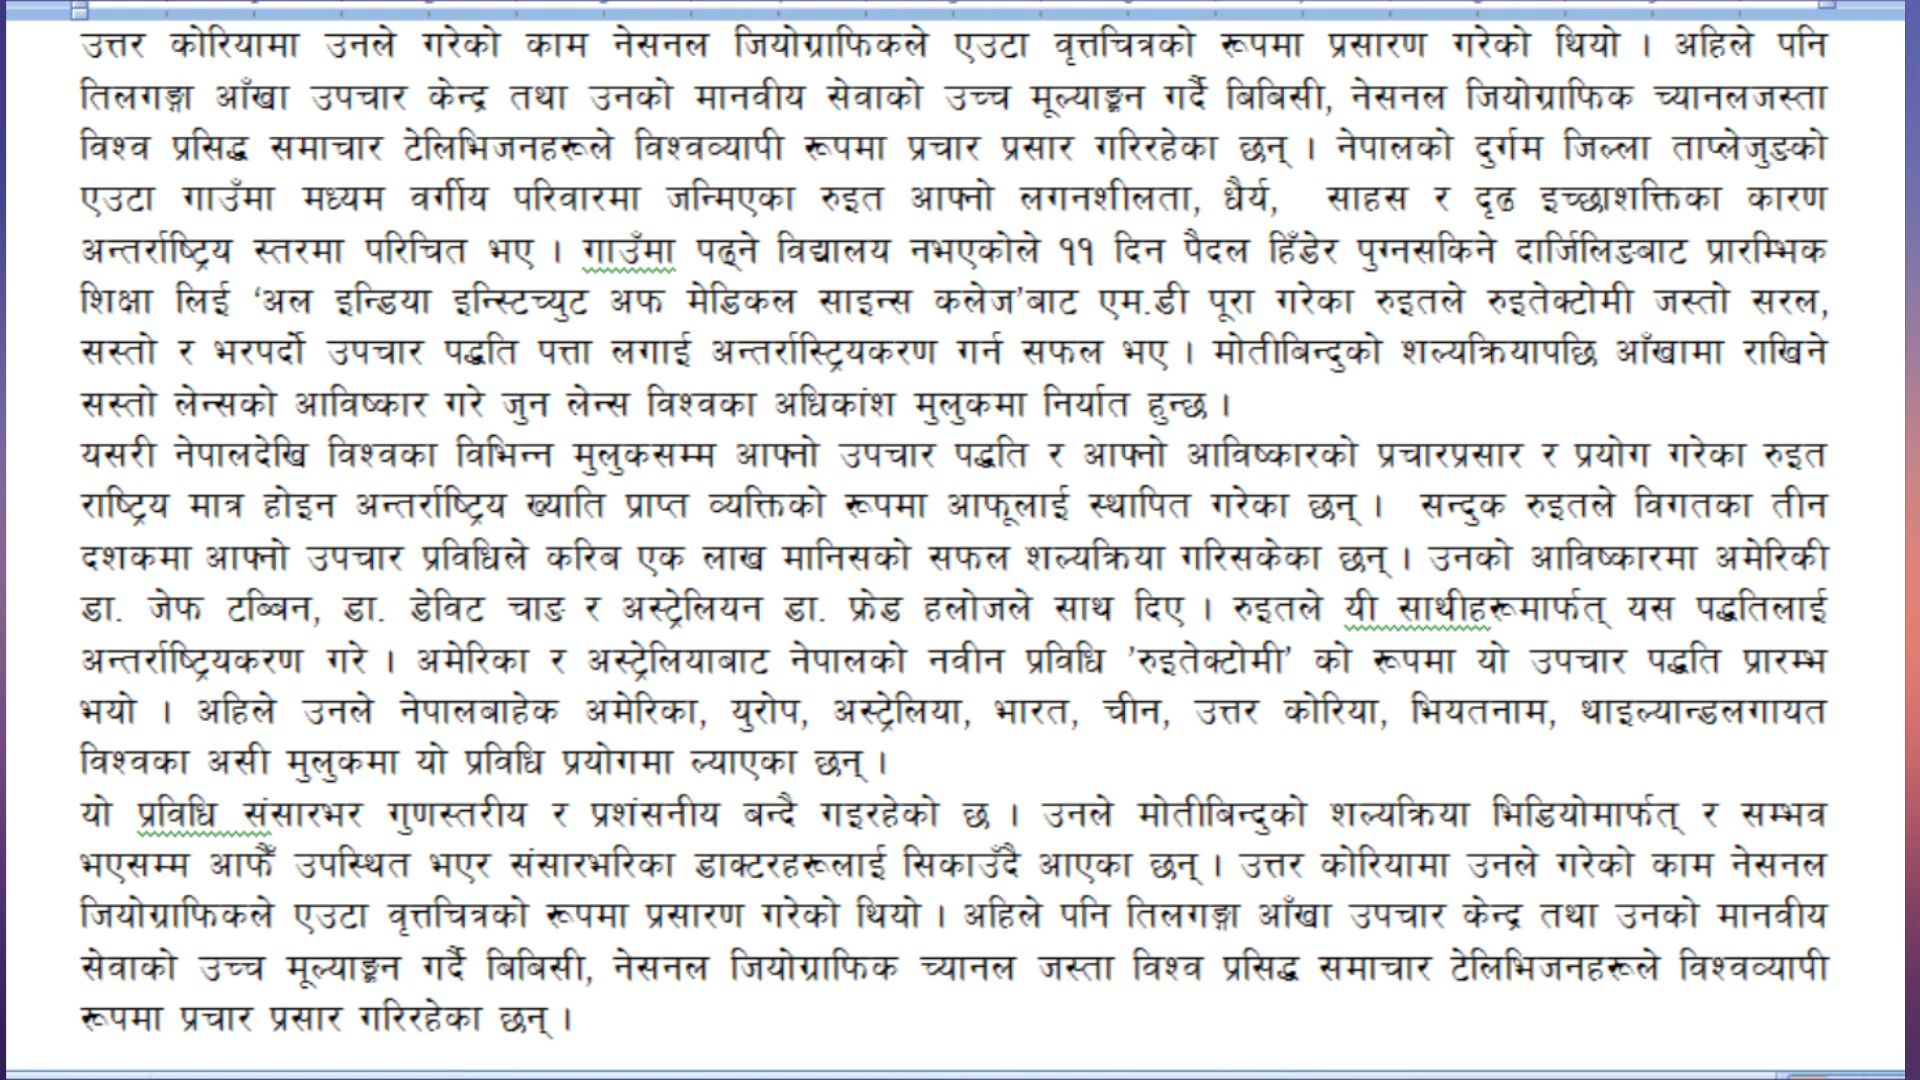 उत्तर कोरियामा उनले गरेको काम नेसनल जियोग्राफिकले एउटा वृत्तचित्रको रूपमा प्रसारण गरेको थियो । अहिले पनि
तिलगङ्गा आँखा उपचार केन्द्र तथा उनको मानवीय सेवाको उच्च मूल्याङ्कन गर्दै बिबिसी, नेसनल जियोग्राफिक च्यानलजस्ता
विश्व प्रसिद्ध समाचार टेलिभिजनहरूले विश्वव्यापी रूपमा प्रचार प्रसार गरिरहेका छन् । नेपालको दुर्गम जिल्ला ताप्लेजुङको
एउटा गाउँमा मध्यम वर्गीय परिवारमा जन्मिएका रुइत आफ्नो लगनशीलता, धैर्य, साहस र दृढ इच्छाशक्तिका कारण
अन्तर्राष्ट्रिय स्तरमा परिचित भए । गाउँमा पढ्ने विद्यालय नभएकोले ११ दिन पैदल हिँडेर पुग्नसकिने दार्जिलिङबाट प्रारम्भिक
शिक्षा लिई ‘अल इन्डिया इन्स्टिच्युट अफ मेडिकल साइन्स कलेज’बाट एम.डी पूरा गरेका रुइतले रुइतेक्टोमी जस्तो सरल,
सस्तो र भरपर्दो उपचार पद्धति पत्ता लगाई अन्तर्रास्ट्रियकरण गर्न सफल भए । मोतीबिन्दुको शल्यक्रियापछि आँखामा राखिने
सस्तो लेन्सको आविष्कार गरे जुन लेन्स विश्वका अधिकांश मुलुकमा निर्यात हुन्छ ।
यसरी नेपालदेखि विश्वका विभिन्न मुलुकसम्म आफ्नो उपचार पद्धति र आफ्नो आविष्कारको प्रचारप्रसार र प्रयोग गरेका रुइत
राष्ट्रिय मात्र होइन अन्तर्राष्ट्रिय ख्याति प्राप्त व्यक्तिको रूपमा आफूलाई स्थापित गरेका छन् । सन्दुक रुइतले विगतका तीन
दशकमा आफ्नो उपचार प्रविधिले करिब एक लाख मानिसको सफल शल्यक्रिया गरिसकेका छन् । उनको आविष्कारमा अमेरिकी
डा. जेफ टब्बिन, डा. डेविट चाङ र अस्ट्रेलियन डा. फ्रेड हलोजले साथ दिए । रुइतले यी साथीहरूमार्फत् यस पद्धतिलाई
अन्तर्राष्ट्रियकरण गरे । अमेरिका र अस्ट्रेलियाबाट नेपालको नवीन प्रविधि ’रुइतेक्टोमी’ को रूपमा यो उपचार पद्धति प्रारम्भ
भयो । अहिले उनले नेपालबाहेक अमेरिका, युरोप, अस्ट्रेलिया, भारत, चीन, उत्तर कोरिया, भियतनाम, थाइल्यान्डलगायत
विश्वका असी मुलुकमा यो प्रविधि प्रयोगमा ल्याएका छन् ।
यो प्रविधि संसारभर गुणस्तरीय र प्रशंसनीय बन्दै गइरहेको छ । उनले मोतीबिन्दुको शल्यक्रिया भिडियोमार्फत् र सम्भव
भएसम्म आफैँ उपस्थित भएर संसारभरिका डाक्टरहरूलाई सिकाउँदै आएका छन् । उत्तर कोरियामा उनले गरेको काम नेसनल
जियोग्राफिकले एउटा वृत्तचित्रको रूपमा प्रसारण गरेको थियो । अहिले पनि तिलगङ्गा आँखा उपचार केन्द्र तथा उनको मानवीय
सेवाको उच्च मूल्याङ्कन गर्दै बिबिसी, नेसनल जियोग्राफिक च्यानल जस्ता विश्व प्रसिद्ध समाचार टेलिभिजनहरूले विश्वव्यापी
रूपमा प्रचार प्रसार गरिरहेका छन् ।